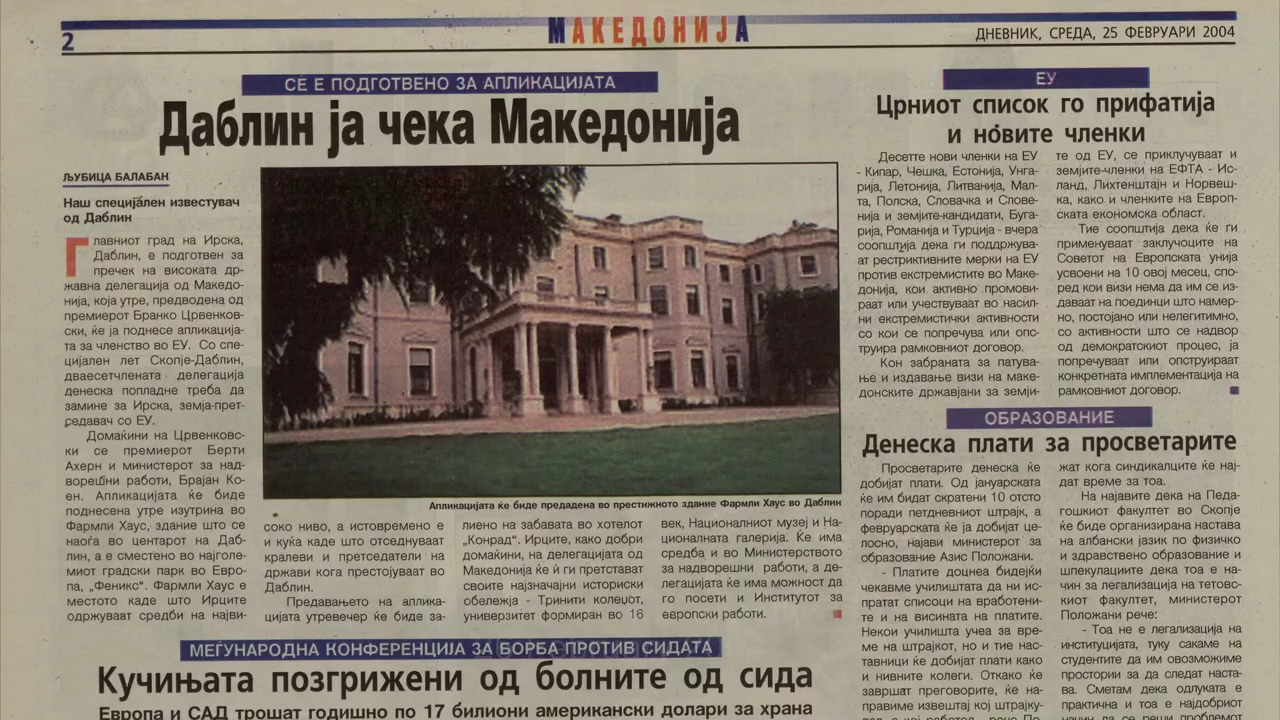 2
МАКЕДОНИЈА
ДНЕВНИК, СРЕДА, 25 ФЕВРУАРИ 2004
СÈ Е ПОДГОТВЕНО ЗА АПЛИКАЦИЈАТА
Даблин ја чека Македонија
ЉУБИЦА БАЛАБАН
Наш специјален известувач
од Даблин
Главниот град на Ирска,
Даблин, е подготвен за
пречек на високата др-
жавна делегација од Македо-
нија, која утре, предводена од
премиерот Бранко Црвенков-
ски, ќе ја поднесе апликација-
та за членство во ЕУ. Со спе-
цијален лет Скопје-Даблин,
дваесетчлената делегација
денеска попладне треба да
замине за Ирска, земја-прет-
седавач со ЕУ.
Домаќини на Црвенковс-
ки се премиерот Берти
Ахерн и министерот за над-
ворешни работи, Брајан Ко-
ен. Апликацијата ќе биде
поднесена утре изутрина во
Фармли Хаус, здание што се
наоѓа во центарот на Даб-
лин, а е сместено во најголе-
миот градски парк во Евро-
па, „Феникс“. Фармли Хаус е
местото каде што Ирците
одржуваат средби на најви-
Апликацијата ќе биде предадена во престижното здание Фармли Хаус во Даблин
соко ниво, а истовремено е
и куќа каде што отседнуваат
кралеви и претседатели на
држави кога престојуваат во
Даблин.
Предавањето на аплика-
цијата утревечер ќе биде за-
лиено на забавата во хотелот
„Конрад“. Ирците, како добри
домаќини, на делегацијата од
Македонија ќе ѝ ги претстават
своите најзначајни историски
обележја - Тринити колеџот,
универзитет формиран во 16
век, Националниот музеј и На-
ционалната галерија. Ќе има
средба и во Министерството
за надворешни работи, а де-
легацијата ќе има можност да
го посети и Институтот за
европски работи.
МЕЃУНАРОДНА КОНФЕРЕНЦИЈА ЗА БОРБА ПРОТИВ СИДАТА
Кучињата позгрижени од болните од сида
Европа и САД трошат годишно по 17 билиони американски долари за храна
ЕУ
Црниот список го прифатија
и новите членки
Десетте нови членки на ЕУ
- Кипар, Чешка, Естонија, Унга-
рија, Летонија, Литванија, Мал-
та, Полска, Словачка и Слове-
нија и земјите-кандидати, Буга-
рија, Романија и Турција - вчера
соопштија дека ги поддржува-
ат рестриктивните мерки на ЕУ
против екстремистите во Маке-
донија, кои активно промови-
раат или учествуваат во насил-
ни екстремистички активности
со кои се попречува или опс-
труира рамковниот договор.
Кон забраната за патува-
ње и издавање визи на маке-
донските државјани за земји-
те од ЕУ, се приклучуваат и
земјите-членки на ЕФТА - Ис-
ланд, Лихтенштајн и Норвеш-
ка, како и членките на Европ-
ската економска област.
Тие соопштија дека ќе ги
применуваат заклучоците на
Советот на Европската унија
усвоени на 10 овој месец, спо-
ред кои визи нема да им се из-
даваат на поединци што намер-
но, постојано или нелегитимно,
со активности што се надвор
од демократскиот процес, ја
попречуваат или опструираат
конкретната имплементација на
рамковниот договор.
ОБРАЗОВАНИЕ
Денеска плати за просветарите
Просветарите денеска ќе
добијат плати. Од јануарската
ќе им бидат скратени 10 отсто
поради петдневниот штрајк, а
февруарската ќе ја добијат це-
лосно, најави министерот за
образование Азис Положани.
- Платите доцнеа бидејќи
чекавме училиштата да ни ис-
пратат списоци на вработени-
те и на висината на платите.
Некои училишта учеа за вре-
ме на штрајкот, но и тие нас-
тавници ќе добијат плати како
и нивните колеги. Откако ќе
завршат преговорите, ќе на-
правиме извештај кој штрајку-
жат кога синдикалците ќе нај-
дат време за тоа.
На најавите дека на Педа-
гошкиот факултет во Скопје
ќе биде организирана настава
на албански јазик по физичко
и здравствено образование и
шпекулациите дека тоа е на-
чин за легализација на тетовс-
киот факултет, министерот
Положани рече:
- Тоа не е легализација на
институцијата, туку сакаме на
студентите да им овозможиме
простории за да следат наста-
ва. Сметам дека одлуката е
практична и тоа е најдобриот